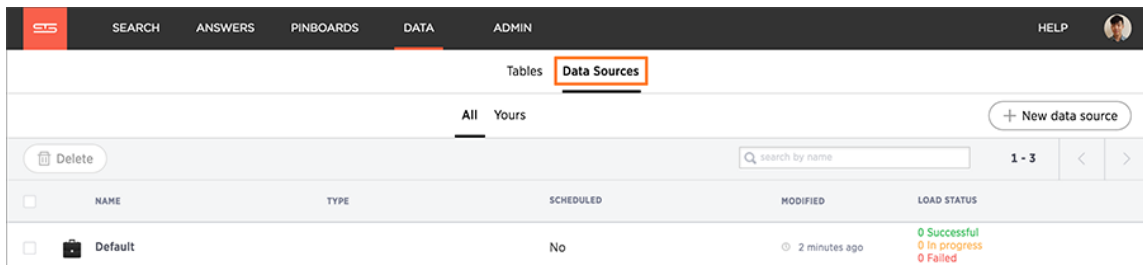 SEARCH ANSWERS PINBOARDS DATA ADMIN HELP
Tables Data Sources
All Yours
+ New data source
Delete
search by name
1 - 3 < >
NAME TYPE SCHEDULED MODIFIED LOAD STATUS
Default No 2 minutes ago
0 Successful
0 In progress
0 Failed